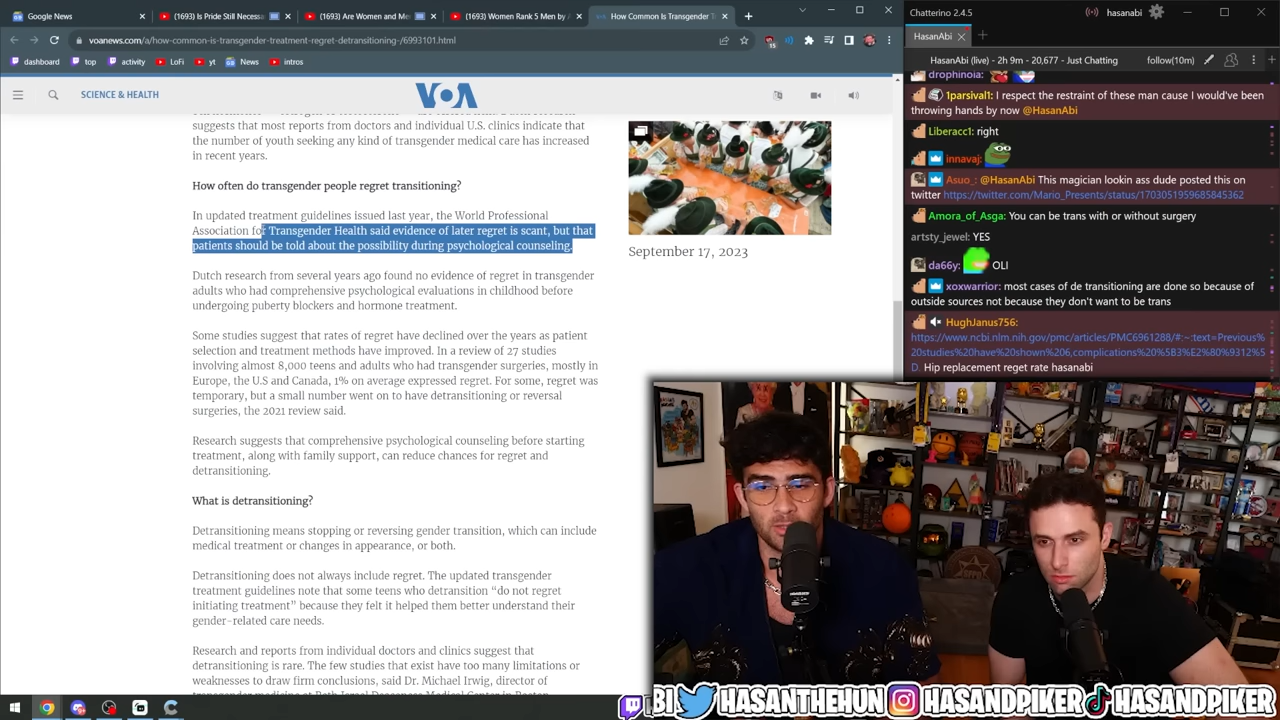 Google News
(1693) Is Pride Still Necessa
(1693) Are Women and Me
(1693) Women Rank 5 Men by
How Common Is Transgender T
voanews.com/a/how-common-is-transgender-treatment-regret-detransitioning-/6993101.html
15
dashboard
top
activity
LoFi
yt
News
intros
SCIENCE & HEALTH
VOA
suggests that most reports from doctors and individual U.S. clinics indicate that
the number of youth seeking any kind of transgender medical care has increased
in recent years.
How often do transgender people regret transitioning?
In updated treatment guidelines issued last year, the World Professional
Association for Transgender Health said evidence of later regret is scant, but that
patients should be told about the possibility during psychological counseling.
Dutch research from several years ago found no evidence of regret in transgender
adults who had comprehensive psychological evaluations in childhood before
undergoing puberty blockers and hormone treatment.
Some studies suggest that rates of regret have declined over the years as patient
selection and treatment methods have improved. In a review of 27 studies
involving almost 8,000 teens and adults who had transgender surgeries, mostly in
Europe, the U.S and Canada, 1% on average expressed regret. For some, regret was
temporary, but a small number went on to have detransitioning or reversal
surgeries, the 2021 review said.
Research suggests that comprehensive psychological counseling before starting
treatment, along with family support, can reduce chances for regret and
detransitioning.
What is detransitioning?
Detransitioning means stopping or reversing gender transition, which can include
medical treatment or changes in appearance, or both.
Detransitioning does not always include regret. The updated transgender
treatment guidelines note that some teens who detransition “do not regret
initiating treatment” because they felt it helped them better understand their
gender-related care needs.
Research and reports from individual doctors and clinics suggest that
detransitioning is rare. The few studies that exist have too many limitations or
weaknesses to draw firm conclusions, said Dr. Michael Irwig, director of
transgender medicine at Beth Israel Deaconess Medical Center in Boston
September 17, 2023
Chatterino 2.4.5
hasanabi
HasanAbi
HasanAbi (live) - 2h 9m - 20,677 - Just Chatting
follow(10m)
drophinoia:
1parsival1: I respect the restraint of these man cause I would've been
throwing hands by now @HasanAbi
Liberacc1: right
innavaj:
Asuo_: @HasanAbi This magician lookin ass dude posted this on
twitter https://twitter.com/Mario_Presents/status/1703051959685845362
Amora_of_Asga: You can be trans with or without surgery
artsty_jewel: YES
da66y: OLI
xoxwarrior: most cases of de transitioning are done so because of
outside sources not because they don't want to be trans
HughJanus756:
https://www.ncbi.nlm.nih.gov/pmc/articles/PMC6961288/#:~:text=Previous
%20studies%20have%20shown%206,complications%20%5B3%E2%80%9312%5
D. Hip replacement reget rate hasanabi
BI HASANTHEHUN HASANDPIKER HASANDPIKER